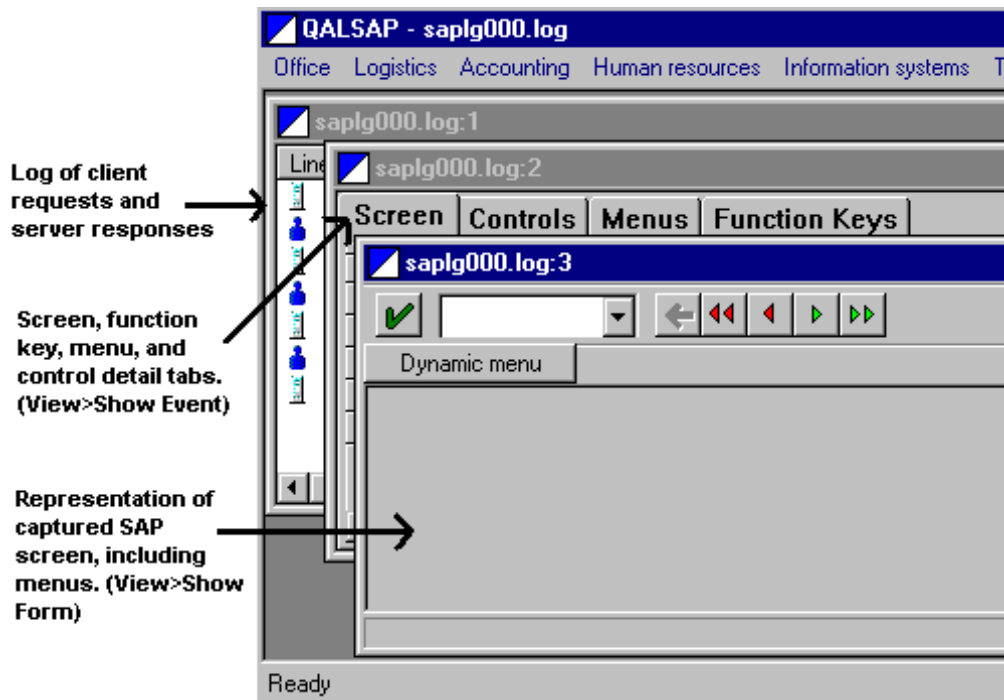 QALSAP - saplg000.log
Office Logistics Accounting Human resources Information systems T
saplg000.log:1
Line
saplg000.log:2
Screen Controls Menus Function Keys
saplg000.log:3
Dynamic menu
Ready
Log of client
requests and
server responses
Screen, function
key, menu, and
control detail tabs.
(View>Show Event)
Representation of
captured SAP
screen, including
menus. (View>Show
Form)